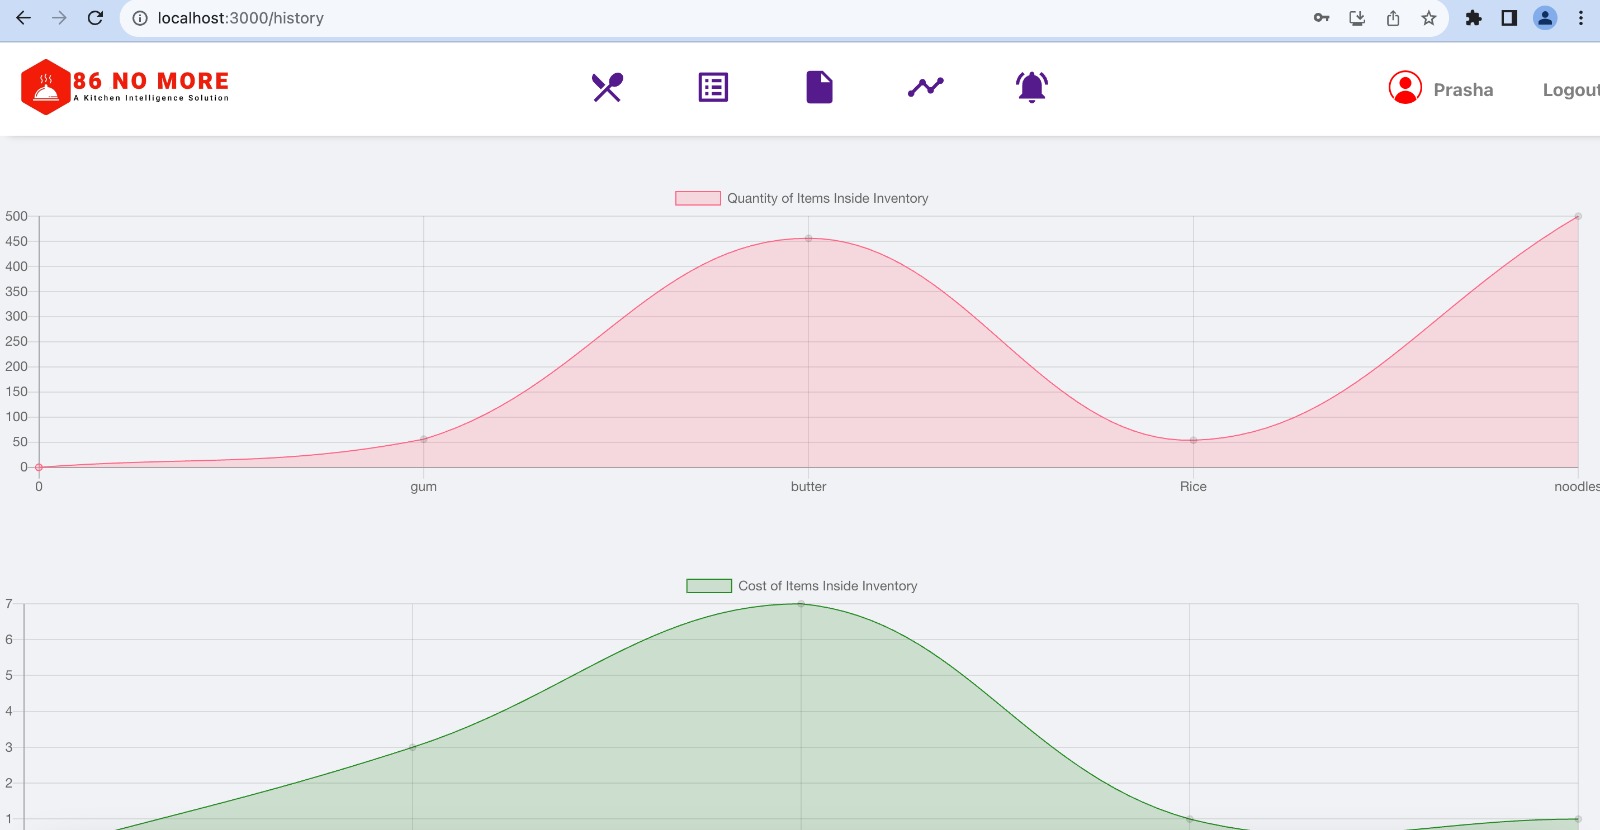 localhost:3000/history
86 NO MORE
A Kitchen Intelligence Solution
Prasha
Logout
Quantity of Items Inside Inventory
500
450
400
350
300
250
200
150
100
50
0
0 gum butter Rice noodles
Cost of Items Inside Inventory
7
6
5
4
3
2
1